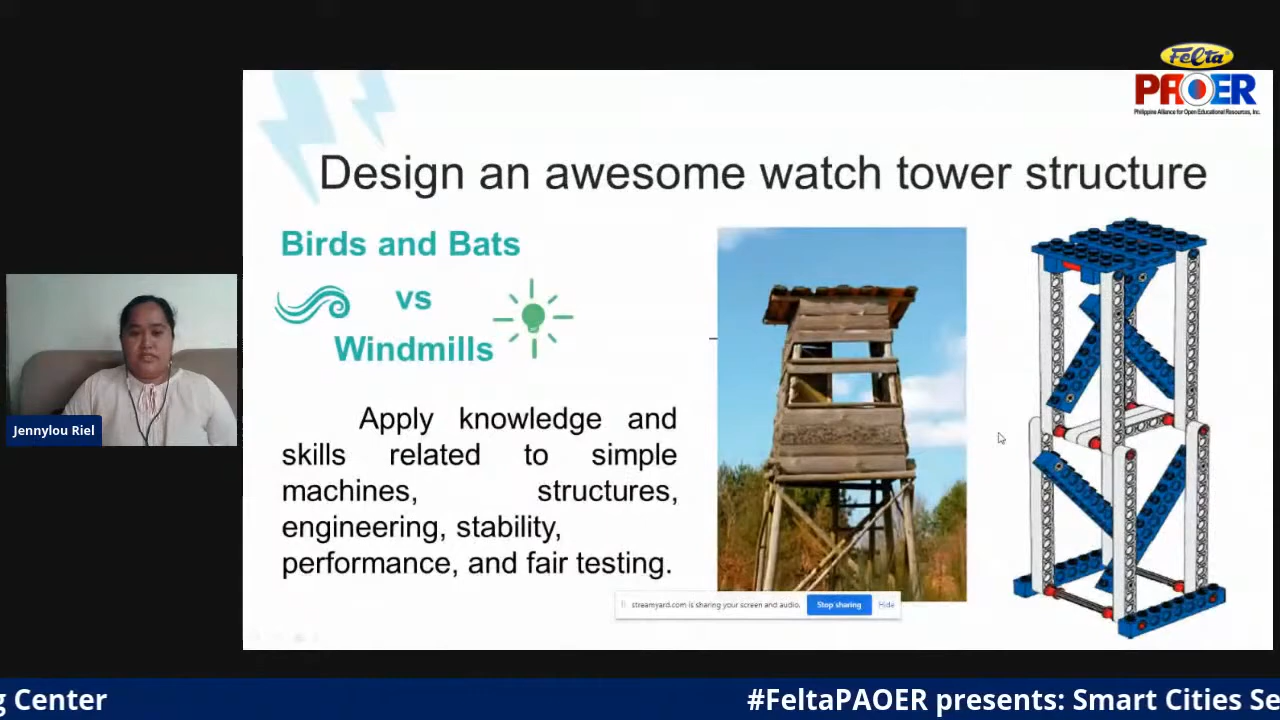 FELTA
PAOER
Philippine Alliance for Open Educational Resources, Inc.
Design an awesome watch tower structure
Birds and Bats
vs
Windmills
Apply knowledge and
skills related to simple
machines, structures,
engineering, stability,
performance, and fair testing.
Jennylou Riel
streamyard.com is sharing your screen and audio.
Stop sharing
Hide
g Center
#FeltaPAOER presents: Smart Cities Se